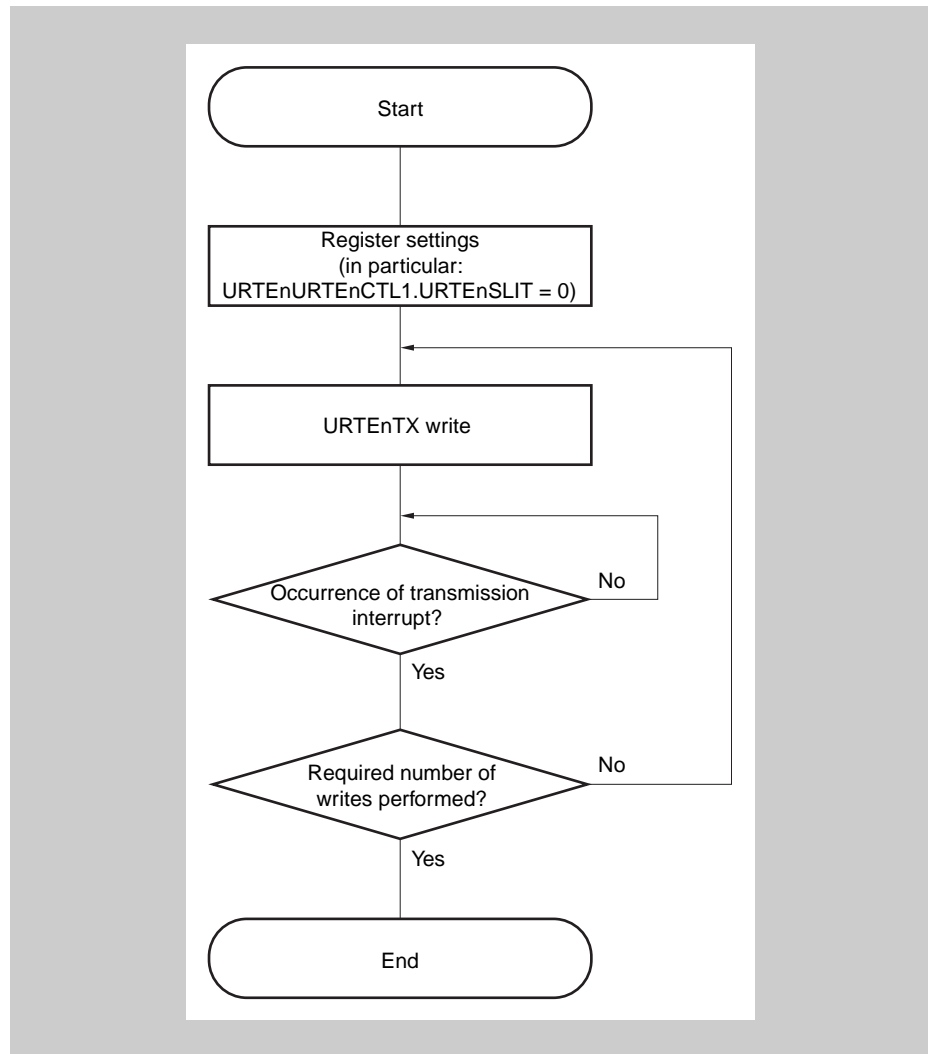 Start
Register settings
(in particular:
URTEnURTEnCTL1.URTEnSLIT = 0)
URTEnTX write
Occurrence of transmission
interrupt?
No
Yes
Required number of
writes performed?
No
Yes
End